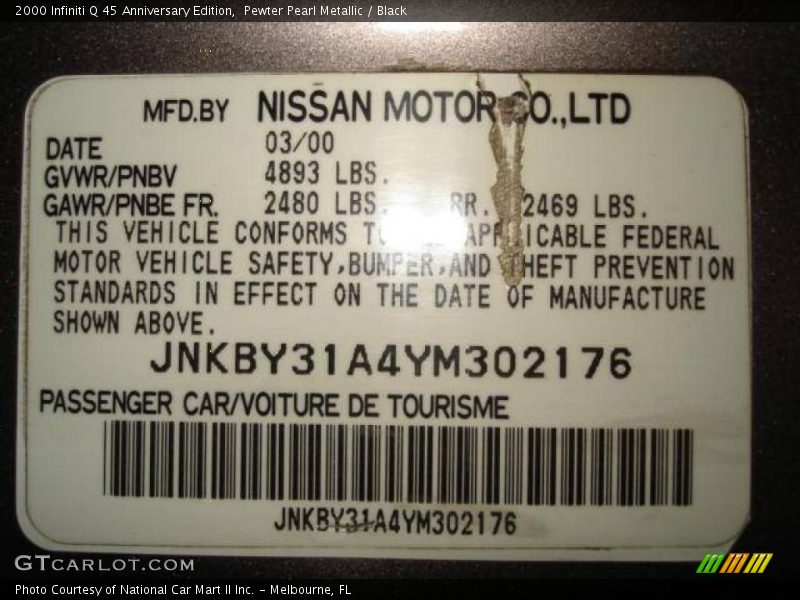 2000 Infiniti Q 45 Anniversary Edition, Pewter Pearl Metallic / Black
MFD.BY NISSAN MOTOR CO.,LTD
DATE 03/00
GVWR/PNBV 4893 LBS.
GAWR/PNBE FR. 2480 LBS. RR. 2469 LBS.
THIS VEHICLE CONFORMS APPLICABLE FEDERAL
MOTOR VEHICLE SAFETY,BUMPER,AND THEFT PREVENTION
STANDARDS IN EFFECT ON THE DATE OF MANUFACTURE
SHOWN ABOVE.
JNKBY31A4YM302176
PASSENGER CAR/VOITURE DE TOURISME
JNKBY31A4YM302176
GTCARLOT.COM
Photo Courtesy of National Car Mart II Inc. - Melbourne, FL